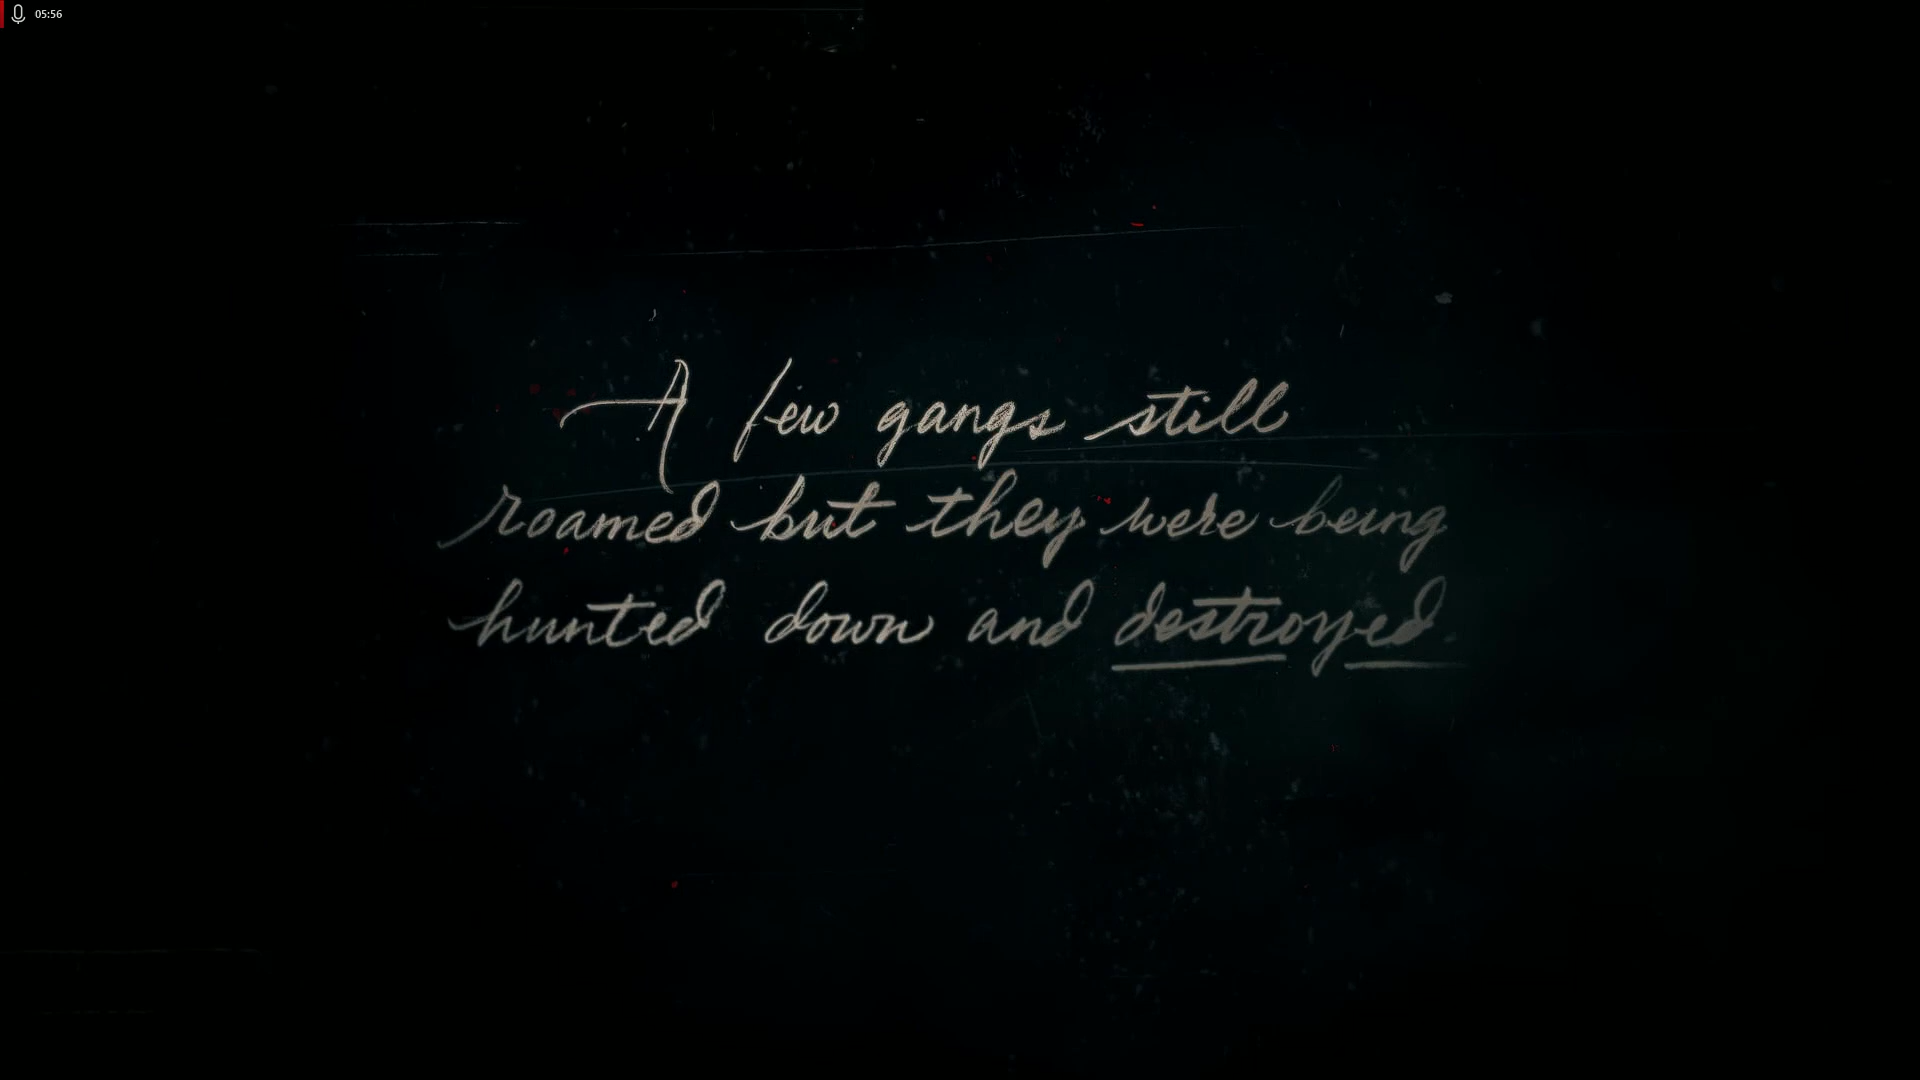 05:56
A few gangs still
roamed but they were being
hunted down and destroyed.